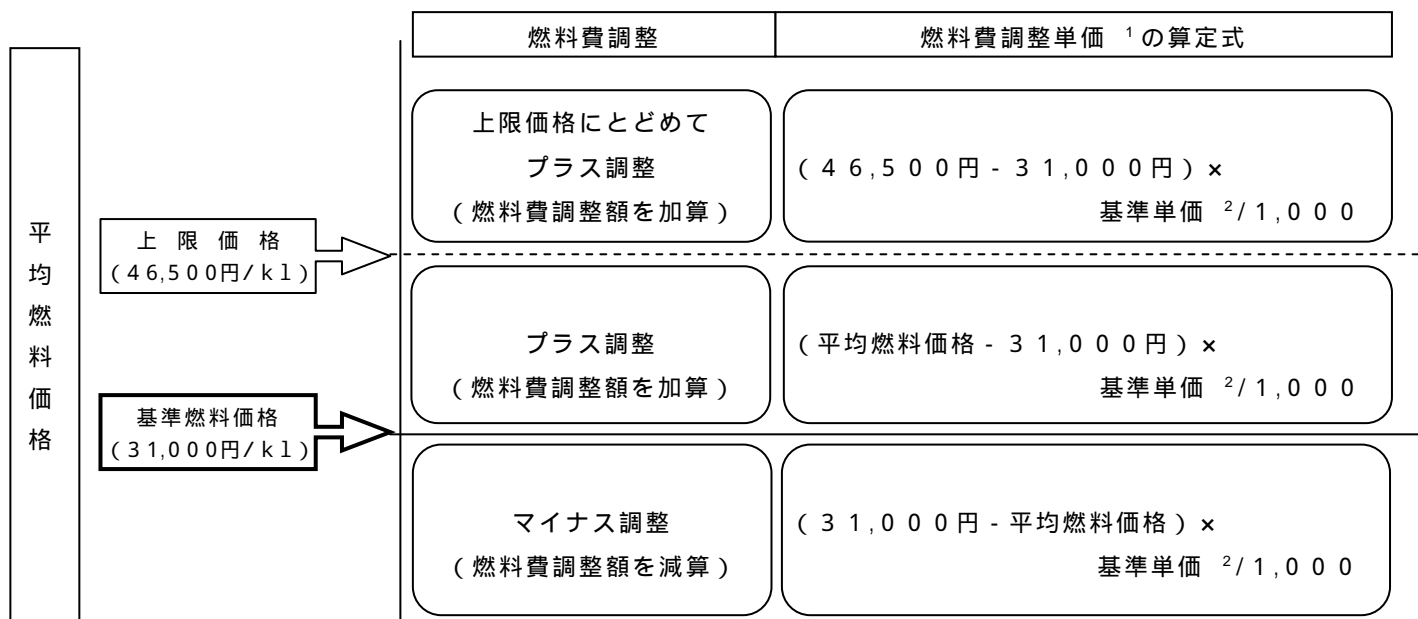 燃料費調整
燃料費調整単価 1の算定式
平均燃料価格
上限価格
(46,500円/kl)
基準燃料価格
(31,000円/kl)
上限価格にとどめて
プラス調整
(燃料費調整額を加算)
(46,500円-31,000円)×
基準単価 2/1,000
プラス調整
(燃料費調整額を加算)
(平均燃料価格-31,000円)×
基準単価 2/1,000
マイナス調整
(燃料費調整額を減算)
(31,000円-平均燃料価格)×
基準単価 2/1,000